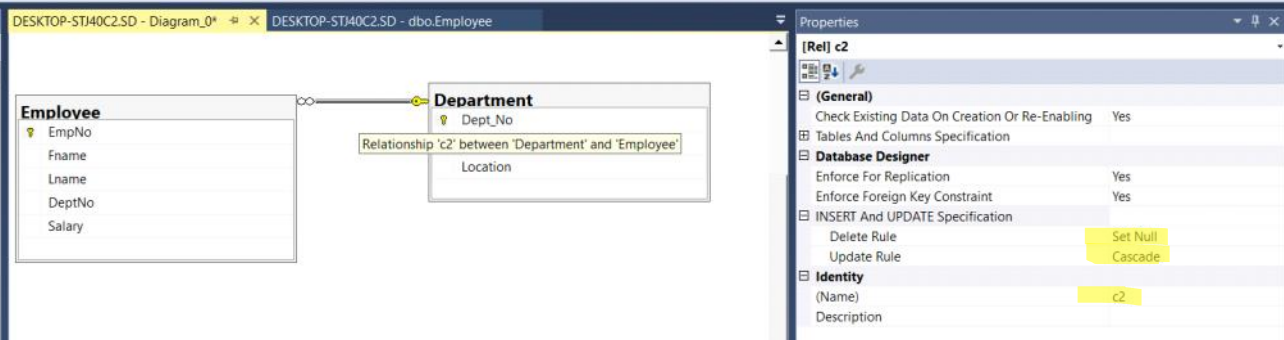 DESKTOP-STJ40C2.SD - Diagram_0* DESKTOP-STJ40C2.SD - dbo.Employee
Employee
EmpNo
Fname
Lname
DeptNo
Salary
Department
Dept_No
Relationship 'c2' between 'Department' and 'Employee'
Location
Properties
[Rel] c2
(General)
Check Existing Data On Creation Or Re-Enabling Yes
Tables And Columns Specification
Database Designer
Enforce For Replication Yes
Enforce Foreign Key Constraint Yes
INSERT And UPDATE Specification
Delete Rule Set Null
Update Rule Cascade
Identity
(Name) c2
Description